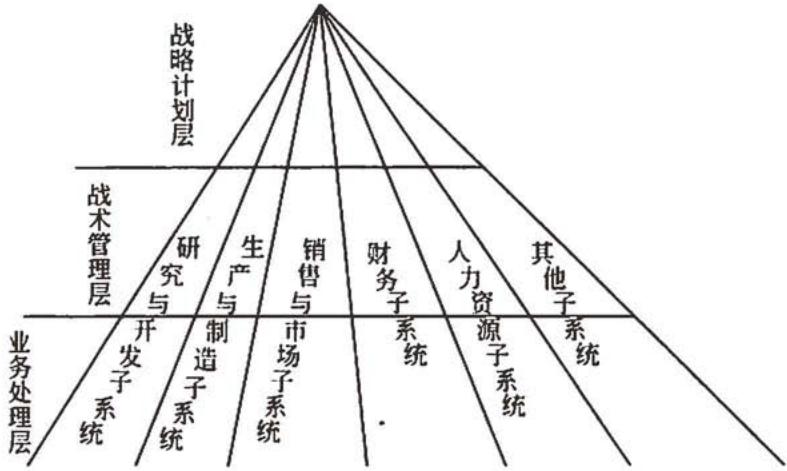 战略计划层
战术管理层
业务处理层
研究与开发子系统
生产与制造子系统
销售与市场子系统
财务子系统
人力资源子系统
其他子系统